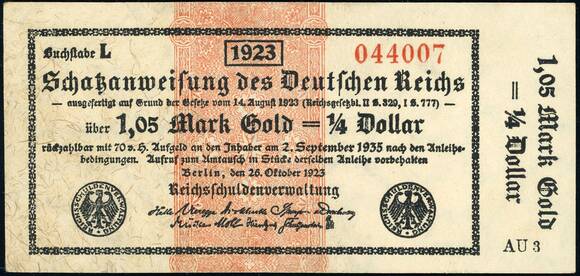 Buchstabe L
1923
044007
Schatzanweisung des Deutschen Reichs
— ausgefertigt auf Grund der Gesetze vom 14. August 1923 (Reichsgesetzbl. II S. 329, I S. 777) —
über 1,05 Mark Gold = ¼ Dollar
rückzahlbar mit 70 v. H. Aufgeld an den Inhaber am 2. September 1935 nach den Anleihe-
bedingungen. Aufruf zum Umtausch in Stücke derselben Anleihe vorbehalten
Berlin, den 26. Oktober 1923
Reichsschuldenverwaltung
REICHSSCHULDENVERWALTUNG
REICHSSCHULDENVERWALTUNG
1,05 Mark Gold
= ¼ Dollar
AU 3